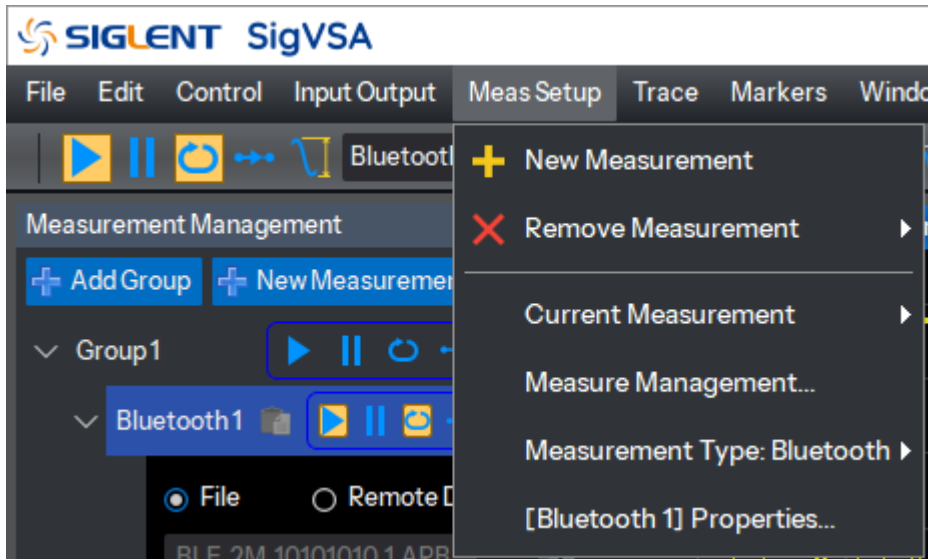 SIGLENT SigVSA
File Edit Control Input Output Meas Setup Trace Markers
New Measurement
Remove Measurement
Current Measurement
Measure Management...
Measurement Type: Bluetooth
[Bluetooth 1] Properties...
Measurement Management
Add Group
Group1
Bluetooth1
File